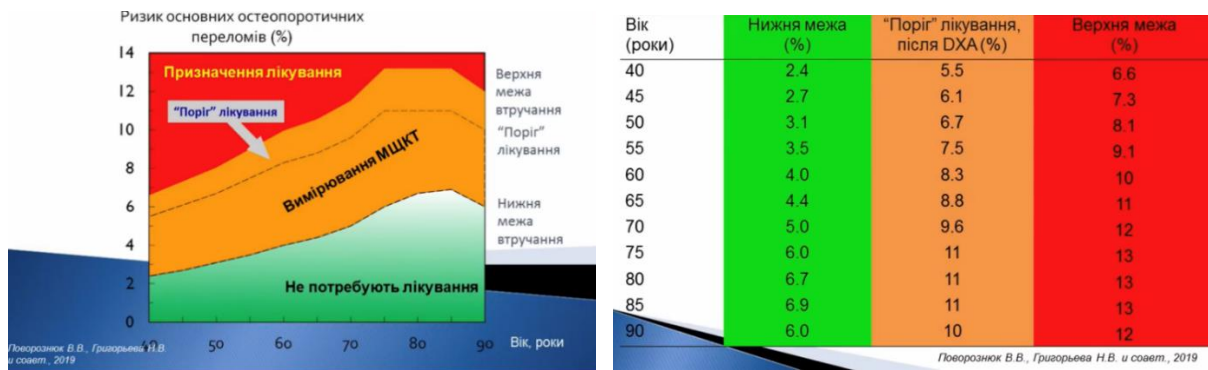 Ризик основних остеопоротичних
переломів (%)
14
12
10
8
6
4
2
0
Призначення лікування
“Поріг” лікування
Вимірювання МЩКТ
Не потребують лікування
Верхня
межа
втручання
“Поріг”
лікування
Нижня
межа
втручання
40 50 60 70 80 90 Вік, роки
Поворознюк В.В., Григорьева Н.В.
и соавт., 2019
Вік Нижня межа “Поріг” лікування, Верхня межа
(роки) (%) після DXA (%) (%)
40 2.4 5.5 6.6
45 2.7 6.1 7.3
50 3.1 6.7 8.1
55 3.5 7.5 9.1
60 4.0 8.3 10
65 4.4 8.8 11
70 5.0 9.6 12
75 6.0 11 13
80 6.7 11 13
85 6.9 11 13
90 6.0 10 12
Поворознюк В.В., Григорьева Н.В. и соавт., 2019